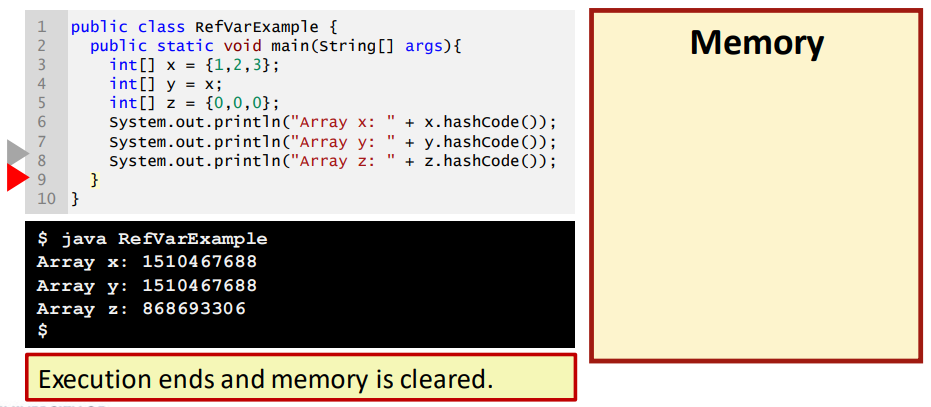 1 public class RefVarExample {
2 public static void main(String[] args){
3 int[] x = {1,2,3};
4 int[] y = x;
5 int[] z = {0,0,0};
6 System.out.println("Array x: " + x.hashCode());
7 System.out.println("Array y: " + y.hashCode());
8 System.out.println("Array z: " + z.hashCode());
9 }
10 }
$ java RefVarExample
Array x: 1510467688
Array y: 1510467688
Array z: 868693306
$
Execution ends and memory is cleared.
Memory